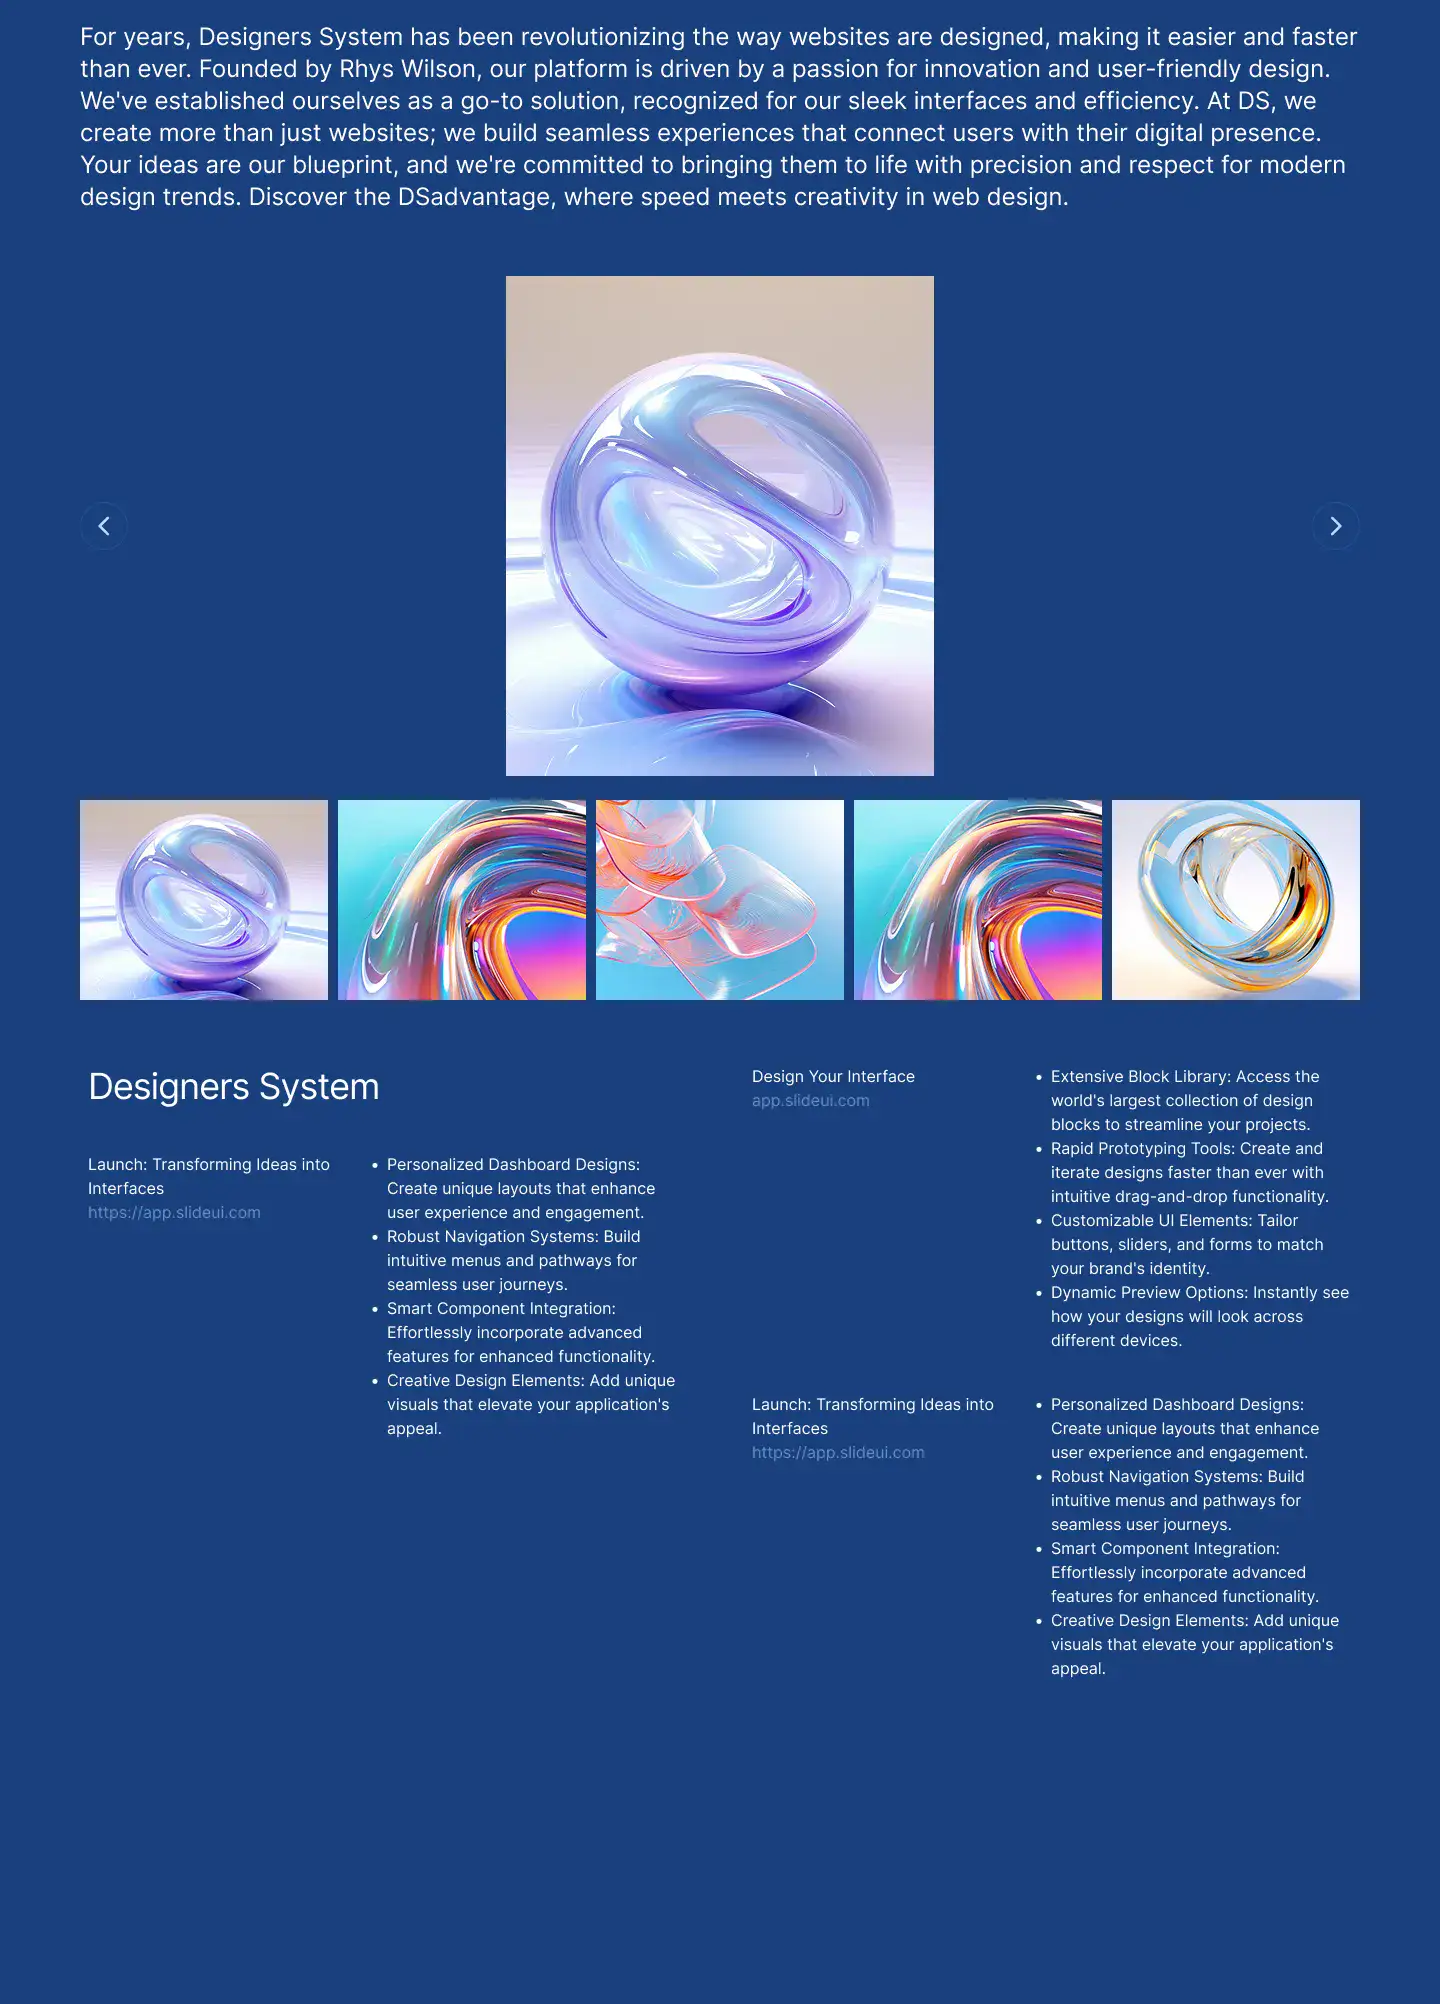 For years, Designers System has been revolutionizing the way websites are designed, making it easier and faster
than ever. Founded by Rhys Wilson, our platform is driven by a passion for innovation and user-friendly design.
We've established ourselves as a go-to solution, recognized for our sleek interfaces and efficiency. At DS, we
create more than just websites; we build seamless experiences that connect users with their digital presence.
Your ideas are our blueprint, and we're committed to bringing them to life with precision and respect for modern
design trends. Discover the DSadvantage, where speed meets creativity in web design.
Designers System
Launch: Transforming Ideas into
Interfaces
https://app.slideui.com
• Personalized Dashboard Designs:
Create unique layouts that enhance
user experience and engagement.
• Robust Navigation Systems: Build
intuitive menus and pathways for
seamless user journeys.
• Smart Component Integration:
Effortlessly incorporate advanced
features for enhanced functionality.
• Creative Design Elements: Add unique
visuals that elevate your application's
appeal.
Design Your Interface
app.slideui.com
• Extensive Block Library: Access the
world's largest collection of design
blocks to streamline your projects.
• Rapid Prototyping Tools: Create and
iterate designs faster than ever with
intuitive drag-and-drop functionality.
• Customizable UI Elements: Tailor
buttons, sliders, and forms to match
your brand's identity.
• Dynamic Preview Options: Instantly see
how your designs will look across
different devices.
Launch: Transforming Ideas into
Interfaces
https://app.slideui.com
• Personalized Dashboard Designs:
Create unique layouts that enhance
user experience and engagement.
• Robust Navigation Systems: Build
intuitive menus and pathways for
seamless user journeys.
• Smart Component Integration:
Effortlessly incorporate advanced
features for enhanced functionality.
• Creative Design Elements: Add unique
visuals that elevate your application's
appeal.